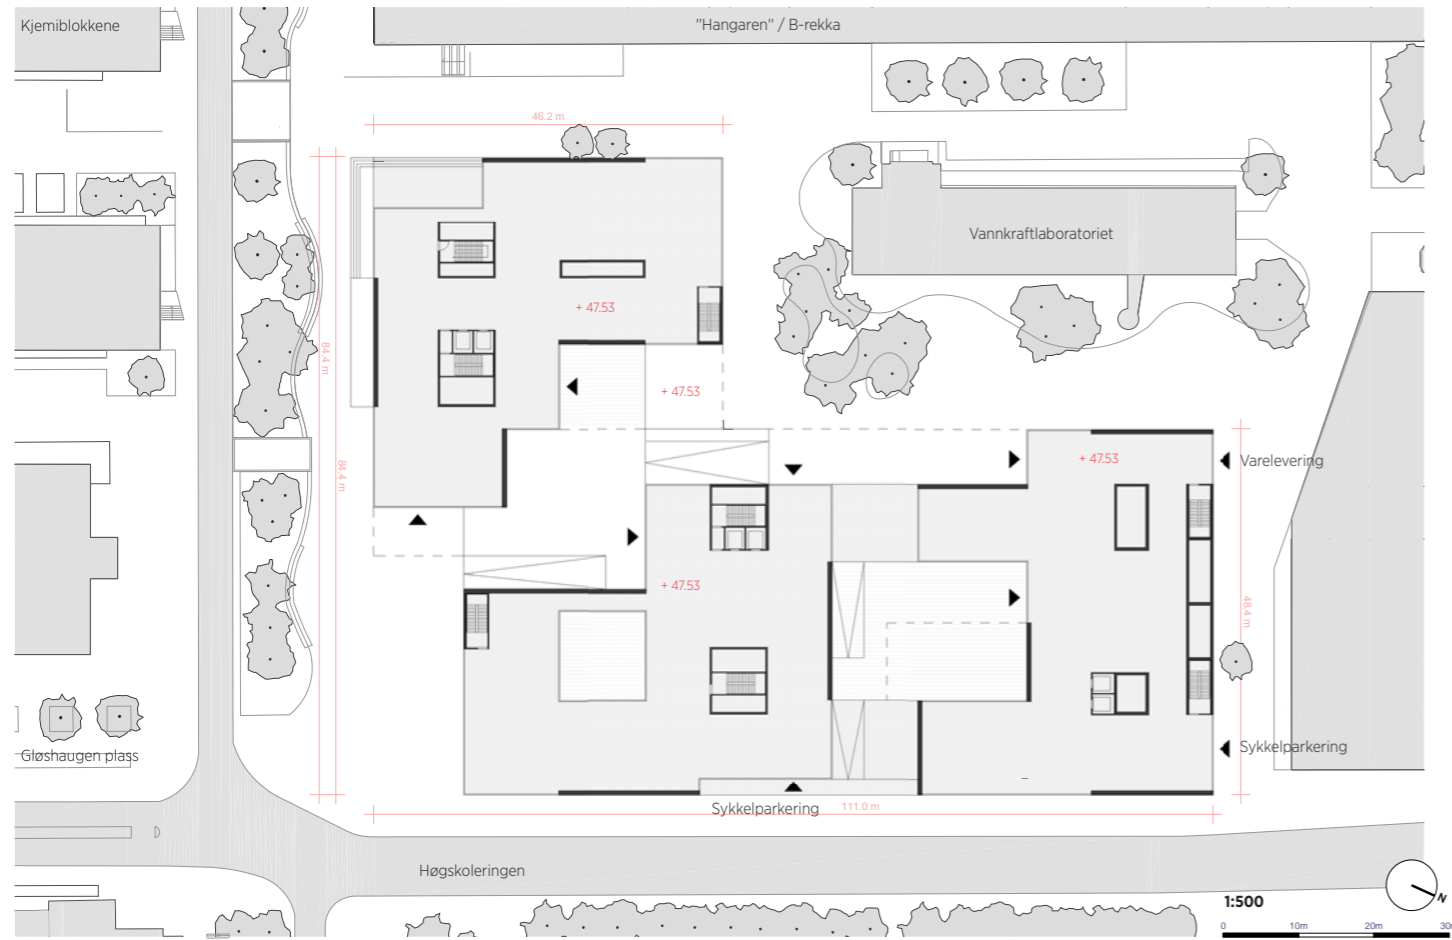 Kjemiblokkene
"Hangaren" / B-rekka
46.2 m
Vannkraftlaboratoriet
+ 47.53
84.4 m
+ 47.53
84.4 m
+ 47.53
Varelevering
+ 47.53
48.4 m
Gløshaugen plass
Sykkelparkering
Sykkelparkering
111.0 m
Høgskoleringen
N
1:500
0 10m 20m